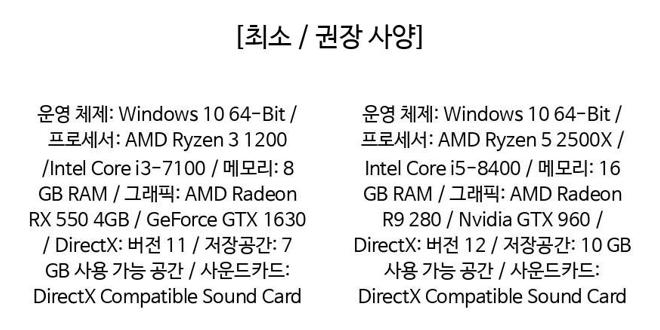 [최소 / 권장 사양]
운영 체제: Windows 10 64-Bit /
프로세서: AMD Ryzen 3 1200
/Intel Core i3-7100 / 메모리: 8
GB RAM / 그래픽: AMD Radeon
RX 550 4GB / GeForce GTX 1630
/ DirectX: 버전 11 / 저장공간: 7
GB 사용 가능 공간 / 사운드카드:
DirectX Compatible Sound Card
운영 체제: Windows 10 64-Bit /
프로세서: AMD Ryzen 5 2500X /
Intel Core i5-8400 / 메모리: 16
GB RAM / 그래픽: AMD Radeon
R9 280 / Nvidia GTX 960 /
DirectX: 버전 12 / 저장공간: 10 GB
사용 가능 공간 / 사운드카드:
DirectX Compatible Sound Card